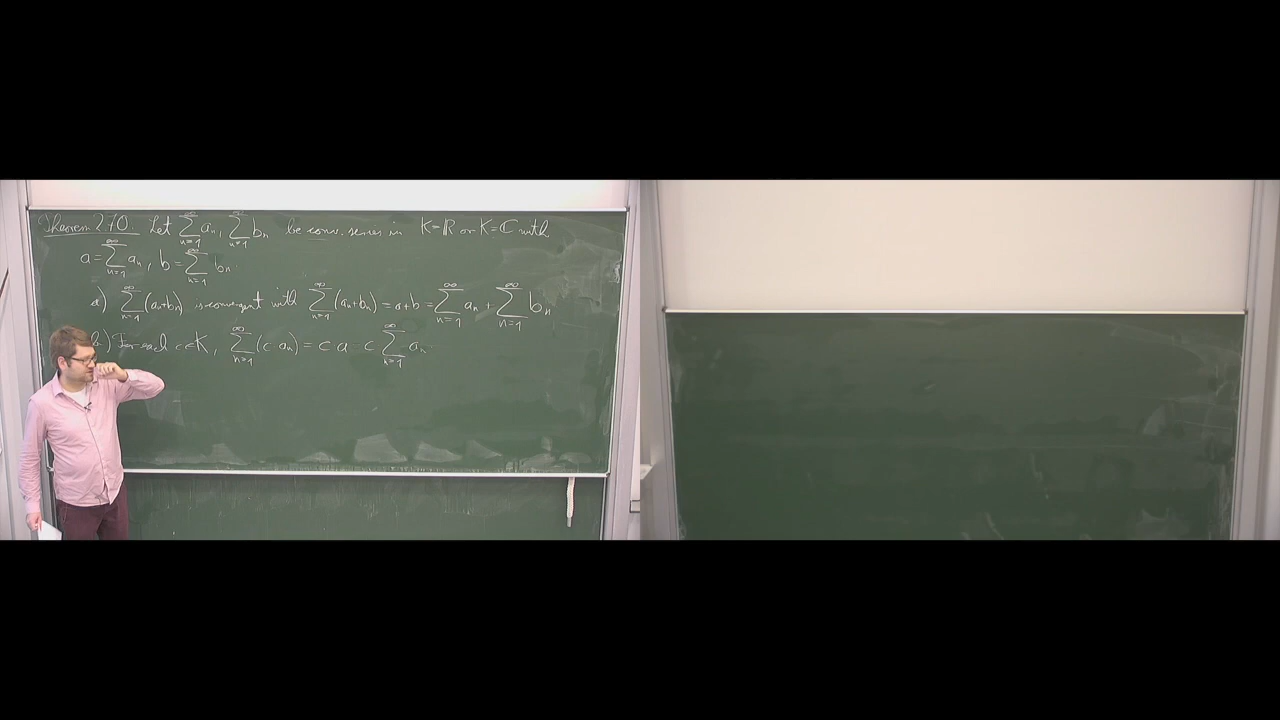 Theorem 2.70. Let ∑_{n=1}^∞ a_n, ∑_{n=1}^∞ b_n be conv. series in K=ℝ or K=ℂ with
a = ∑_{n=1}^∞ a_n, b = ∑_{n=1}^∞ b_n.
a) ∑_{n=1}^∞ (a_n+b_n) is convergent with ∑_{n=1}^∞ (a_n+b_n) = a+b = ∑_{n=1}^∞ a_n + ∑_{n=1}^∞ b_n
b) For each c∈K, ∑_{n=1}^∞ (c·a_n) = c·a = c ∑_{n=1}^∞ a_n